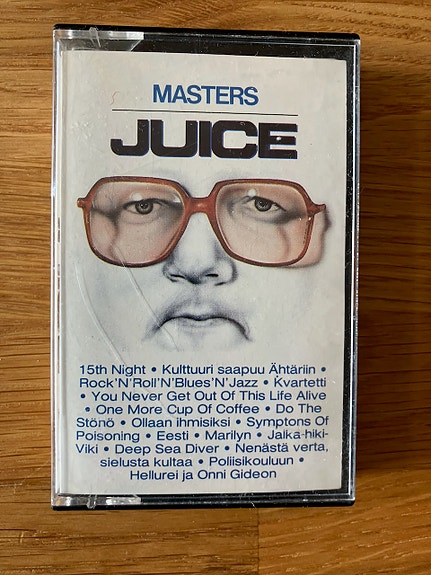 MASTERS
JUICE
15th Night • Kulttuuri saapuu Ähtäriin •
Rock'N'Roll'N'Blues'N'Jazz • Kvartetti
• You Never Get Out Of This Life Alive
• One More Cup Of Coffee • Do The
Stönö • Ollaan ihmisiksi • Symptons Of
Poisoning • Eesti • Marilyn • Jaika-hiki-
Viki • Deep Sea Diver • Nenästä verta,
sielusta kultaa • Poliisikouluun •
Hellurei ja Onni Gideon